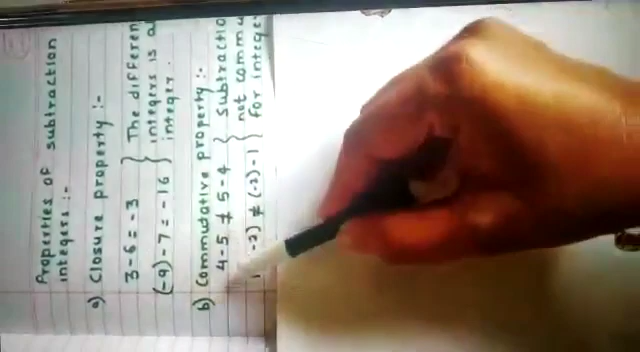 Properties of subtraction
integers :-
a) Closure property :-
3 - 6 = -3 } The differen
(-9) - 7 = -16 } integers is a
integer.
b) Commutative property :-
4 - 5 ≠ 5 - 4 } Subtractio
-2) ≠ (-2) - 1 } not commu
for intege